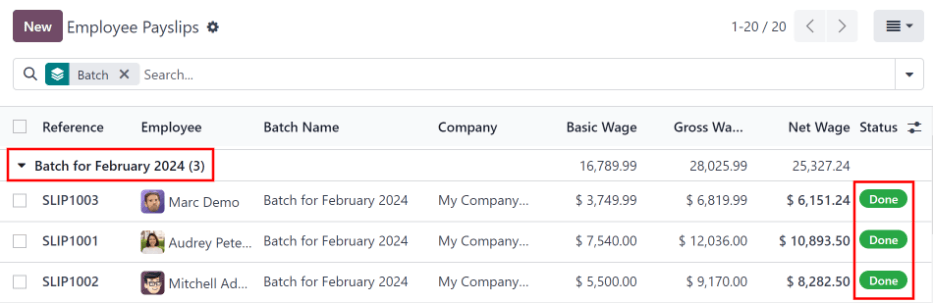 New Employee Payslips 1-20 / 20
Batch Search...
Reference Employee Batch Name Company Basic Wage Gross Wa... Net Wage Status
Batch for February 2024 (3) 16,789.99 28,025.99 25,327.24
SLIP1003 Marc Demo Batch for February 2024 My Company... $ 3,749.99 $ 6,819.99 $ 6,151.24 Done
SLIP1001 Audrey Pete... Batch for February 2024 My Company... $ 7,540.00 $ 12,036.00 $ 10,893.50 Done
SLIP1002 Mitchell Ad... Batch for February 2024 My Company... $ 5,500.00 $ 9,170.00 $ 8,282.50 Done